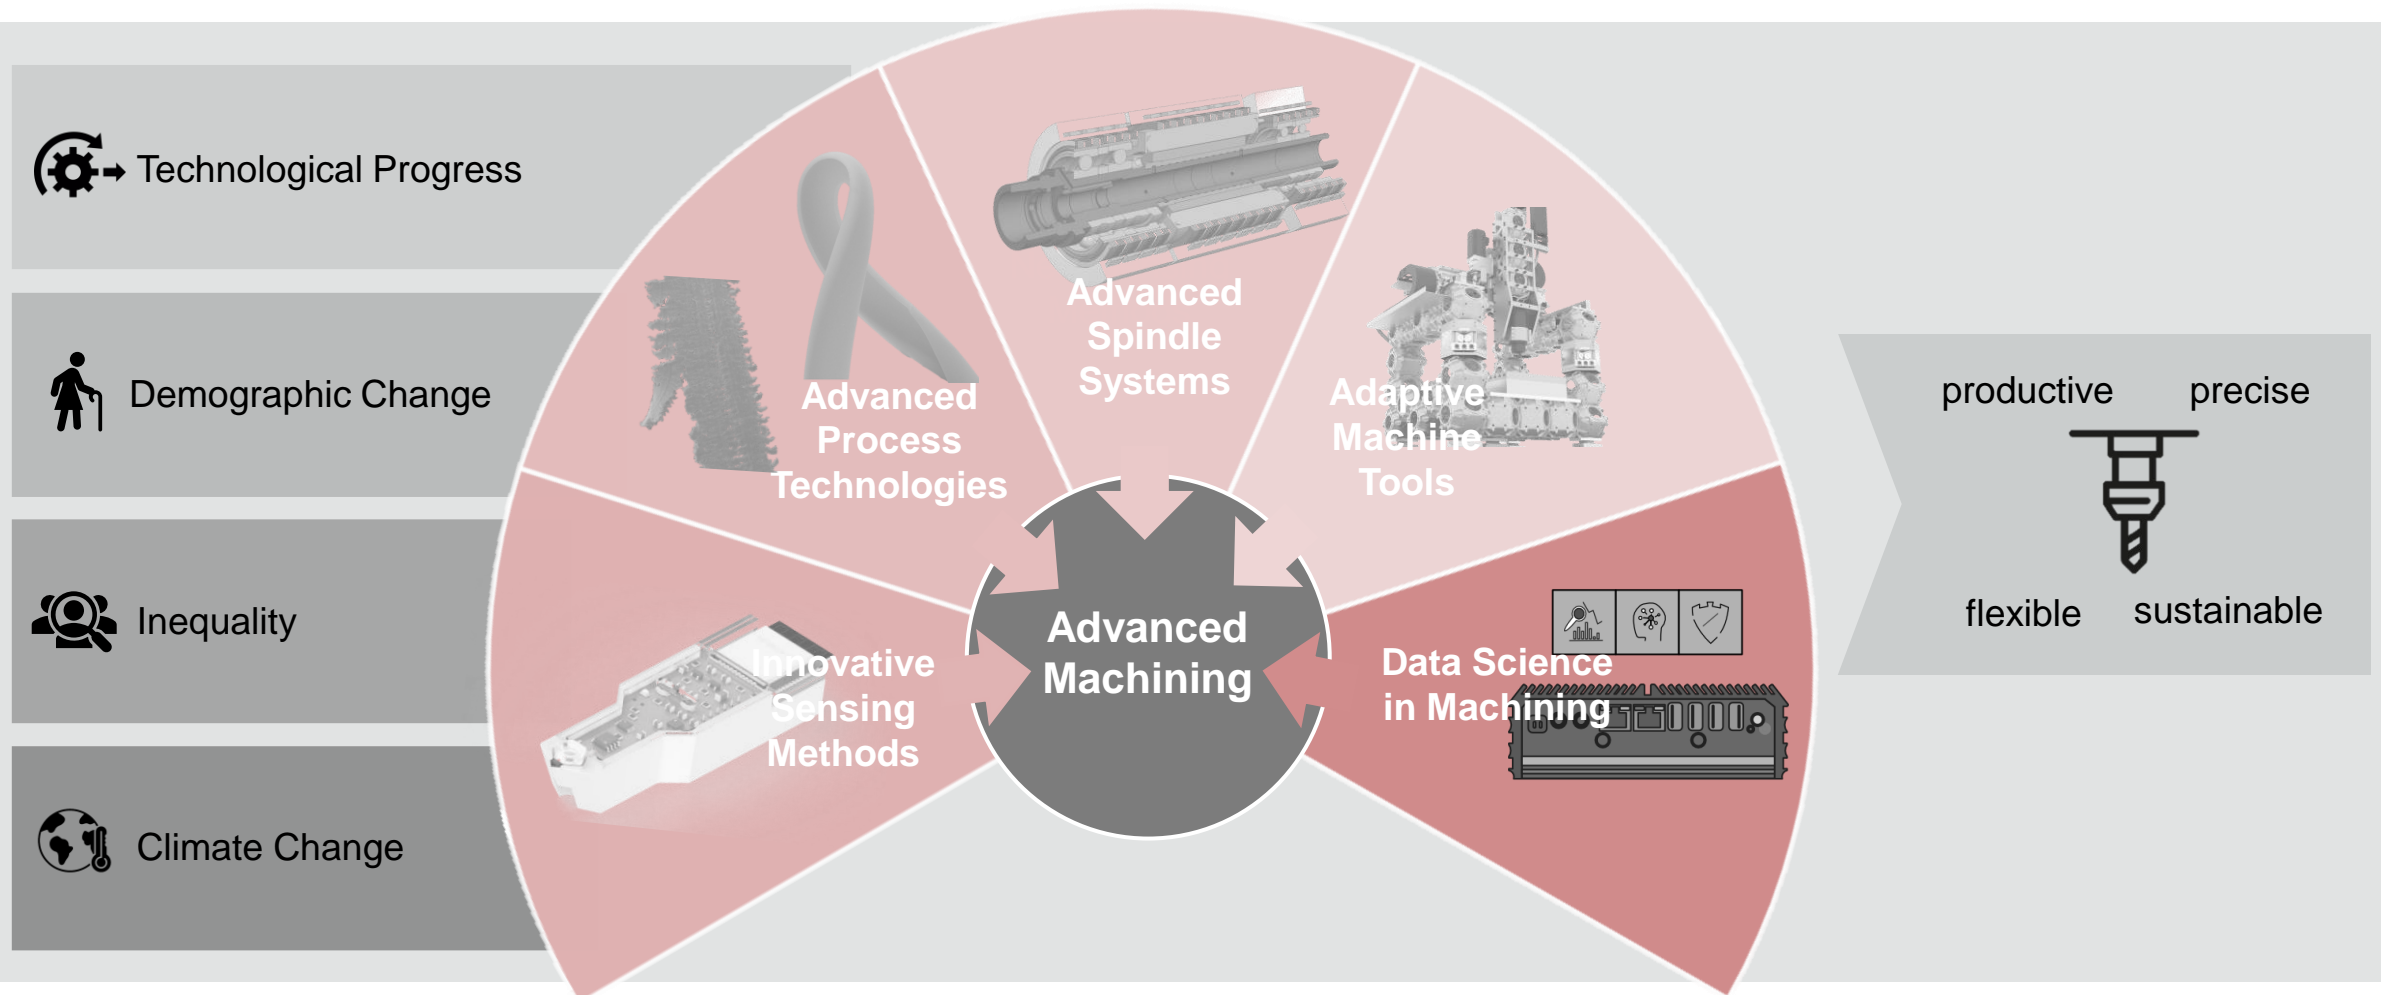 Technological Progress
Demographic Change
Inequality
Climate Change
Innovative
Sensing
Methods
Advanced
Process
Technologies
Advanced
Spindle
Systems
Adaptive
Machine
Tools
Data Science
in Machining
Advanced
Machining
productive precise
flexible sustainable